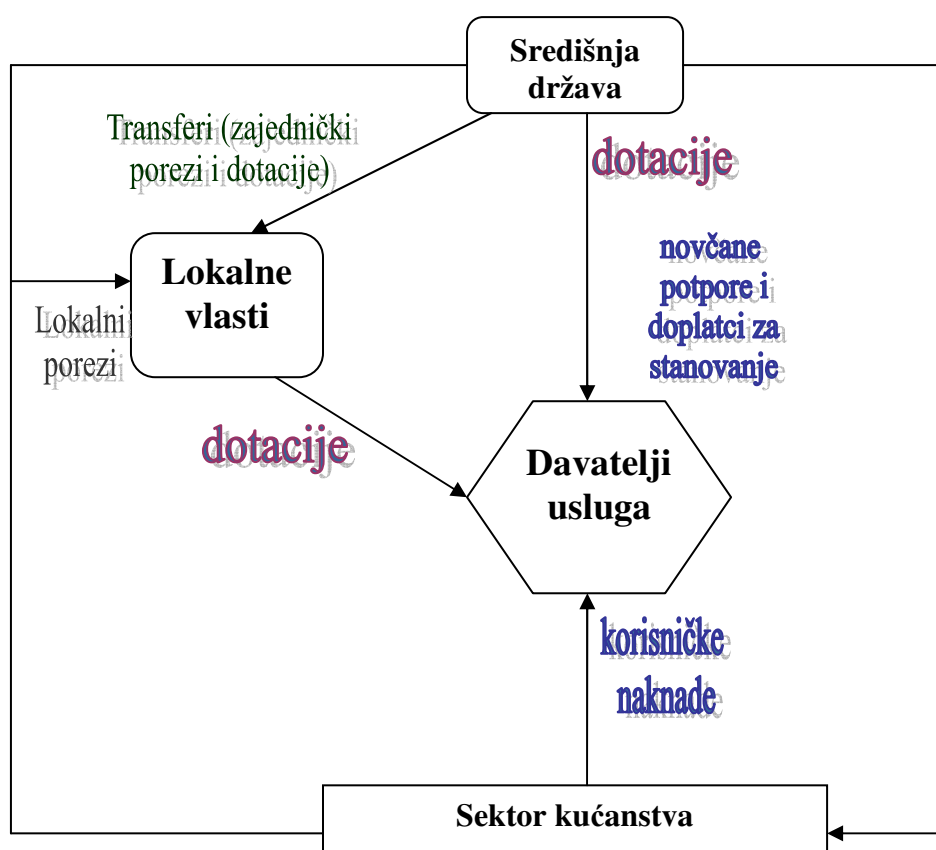 Središnja
država
Transferi (zajednički
porezi i dotacije)
dotacije
Lokalne
vlasti
novčane
potpore i
doplatci za
stanovanje
Lokalni
porezi
dotacije
Davatelji
usluga
korisničke
naknade
Sektor kućanstva